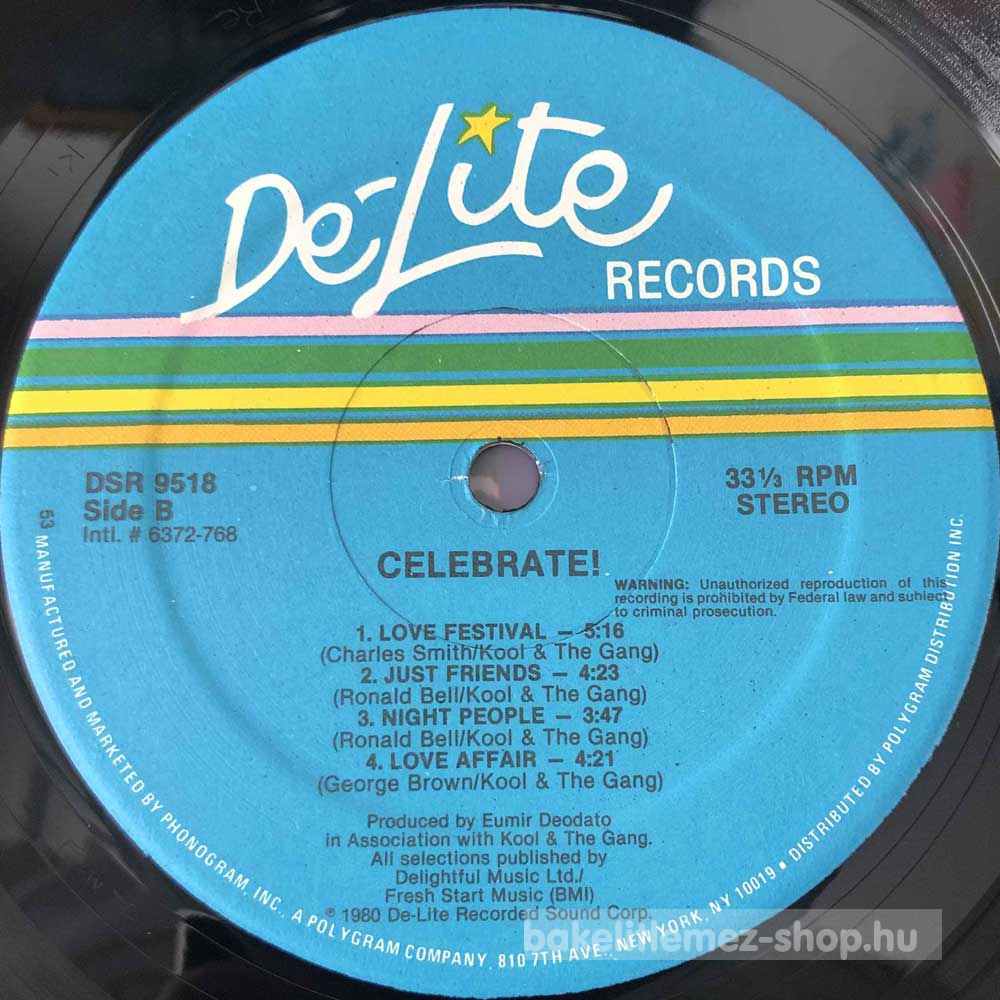 De-Lite
RECORDS
DSR 9518
Side B
Intl. # 6372-768
33⅓ RPM
STEREO
CELEBRATE!
WARNING: Unauthorized reproduction of this
recording is prohibited by Federal law and subject
to criminal prosecution.
1. LOVE FESTIVAL – 5:16
(Charles Smith/Kool & The Gang)
2. JUST FRIENDS – 4:23
(Ronald Bell/Kool & The Gang)
3. NIGHT PEOPLE – 3:47
(Ronald Bell/Kool & The Gang)
4. LOVE AFFAIR – 4:21
(George Brown/Kool & The Gang)
Produced by Eumir Deodato
in Association with Kool & The Gang.
All selections published by
Delightful Music Ltd./
Fresh Start Music (BMI)
℗ 1980 De-Lite Recorded Sound Corp.
53 MANUFACTURED AND MARKETED BY PHONOGRAM, INC., A POLYGRAM COMPANY, 810 7TH AVE., NEW YORK, NY 10019 • DISTRIBUTED BY POLYGRAM DISTRIBUTION INC.
bakelitlemez-shop.hu